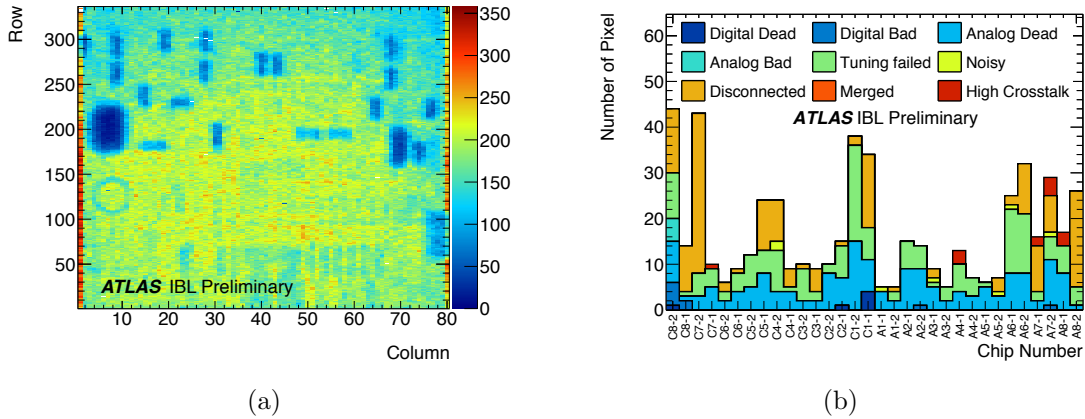 Row
300
250
200
150
100
50
ATLAS IBL Preliminary
10 20 30 40 50 60 70 80
Column
350
300
250
200
150
100
50
0
(a)
Number of Pixel
60
50
40
30
20
10
0
Digital Dead Digital Bad Analog Dead
Analog Bad Tuning failed Noisy
Disconnected Merged High Crosstalk
ATLAS IBL Preliminary
C8-2 C8-1 C7-2 C7-1 C6-2 C6-1 C5-2 C5-1 C4-2 C4-1 C3-2 C3-1 C2-2 C2-1 C1-2 C1-1 A1-1 A1-2 A2-1 A2-2 A3-1 A3-2 A4-1 A4-2 A5-1 A5-2 A6-1 A6-2 A7-1 A7-2 A8-1 A8-2
Chip Number
(b)